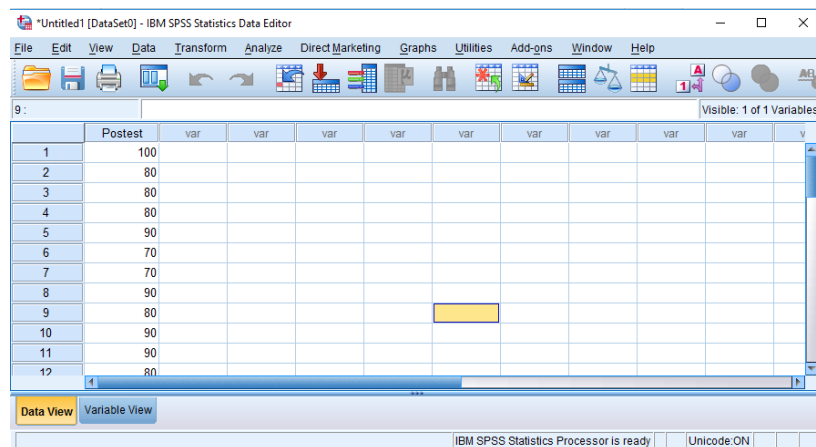 *Untitled1 [DataSet0] - IBM SPSS Statistics Data Editor
File Edit View Data Transform Analyze Direct Marketing Graphs Utilities Add-ons Window Help
9 : Visible: 1 of 1 Variables
Postest var var var var var var var var var v
1 100
2 80
3 80
4 80
5 90
6 70
7 70
8 90
9 80
10 90
11 90
12 80
Data View Variable View
IBM SPSS Statistics Processor is ready Unicode:ON